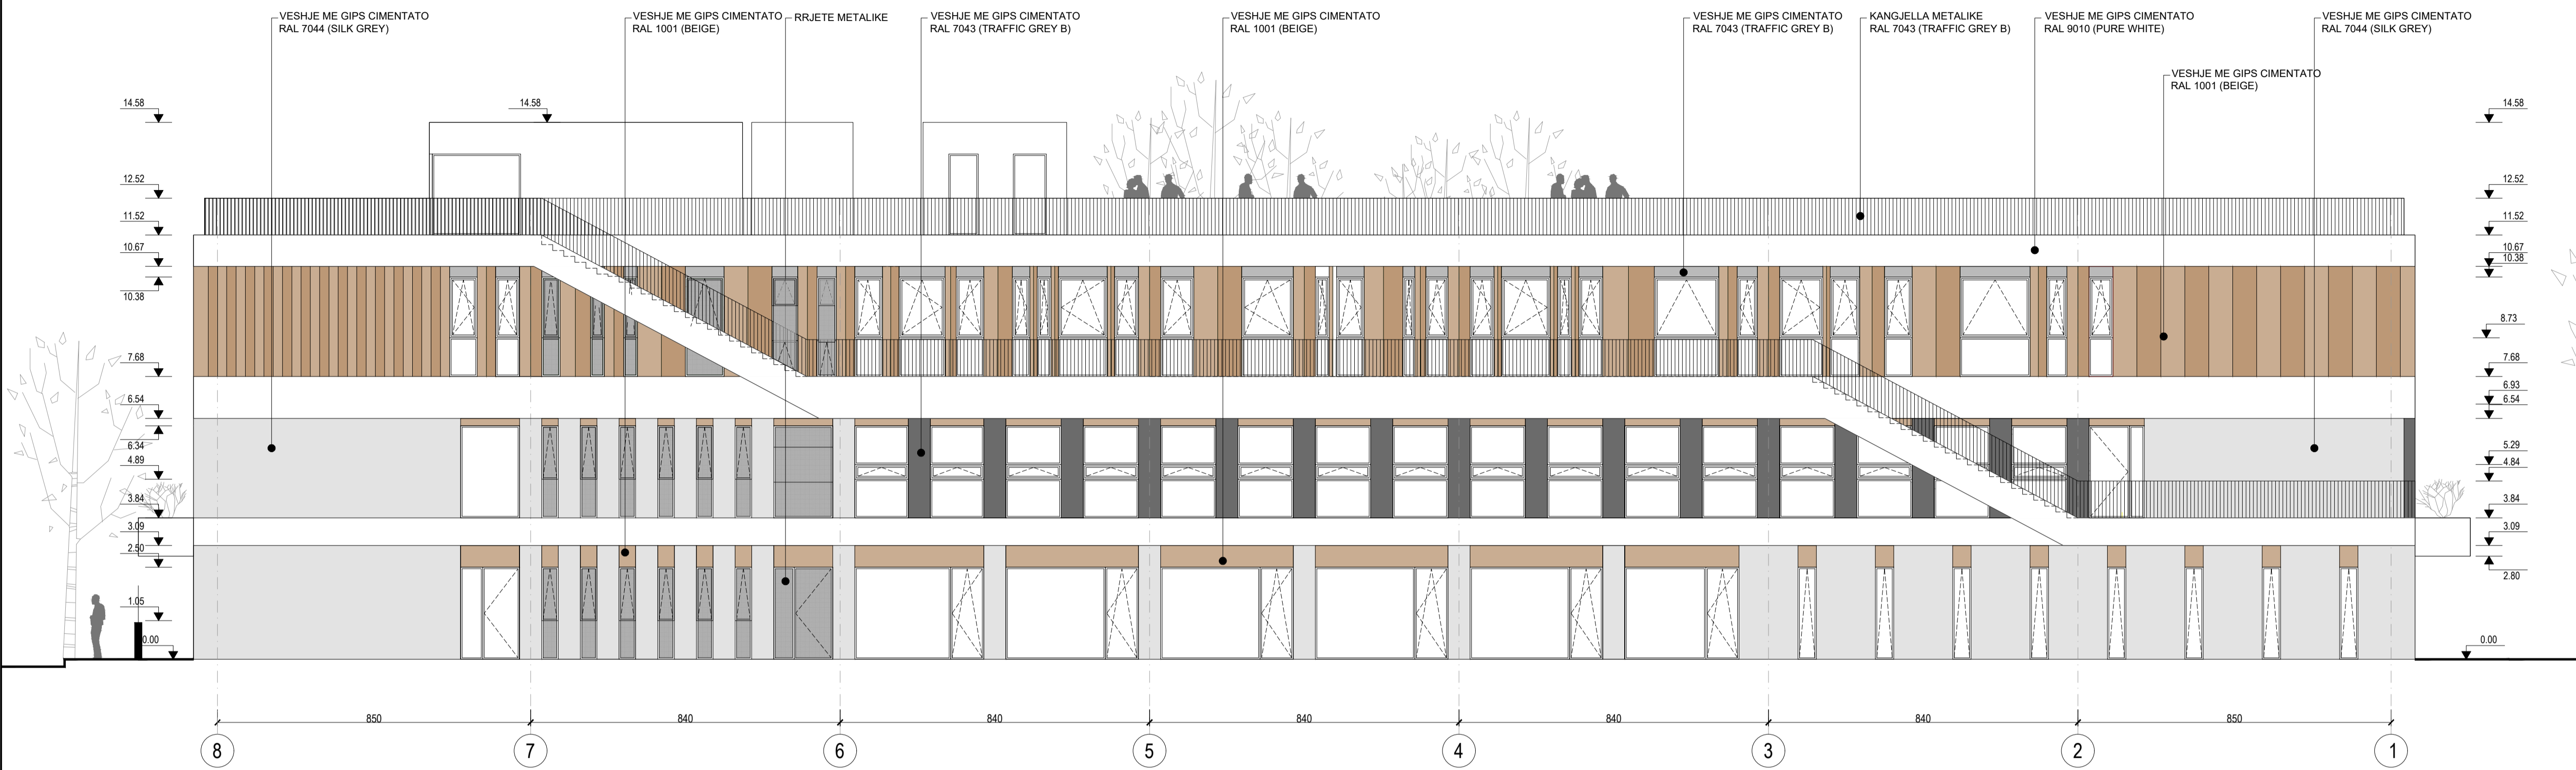 VESHJE ME GIPS CIMENTATO
RAL 7044 (SILK GREY)
VESHJE ME GIPS CIMENTATO
RAL 1001 (BEIGE)
RRJETE METALIKE
VESHJE ME GIPS CIMENTATO
RAL 7043 (TRAFFIC GREY B)
VESHJE ME GIPS CIMENTATO
RAL 1001 (BEIGE)
VESHJE ME GIPS CIMENTATO
RAL 7043 (TRAFFIC GREY B)
KANGJELLA METALIKE
RAL 7043 (TRAFFIC GREY B)
VESHJE ME GIPS CIMENTATO
RAL 9010 (PURE WHITE)
VESHJE ME GIPS CIMENTATO
RAL 7044 (SILK GREY)
VESHJE ME GIPS CIMENTATO
RAL 1001 (BEIGE)
14.58
14.58
14.58
12.52
12.52
11.52
11.52
10.67
10.67
10.38
10.38
8.73
7.68
7.68
6.93
6.54
6.54
6.34
5.29
4.89
4.84
3.84
3.84
3.09
3.09
2.50
2.80
1.05
0.00
0.00
850
840
840
840
840
840
850
8
7
6
5
4
3
2
1